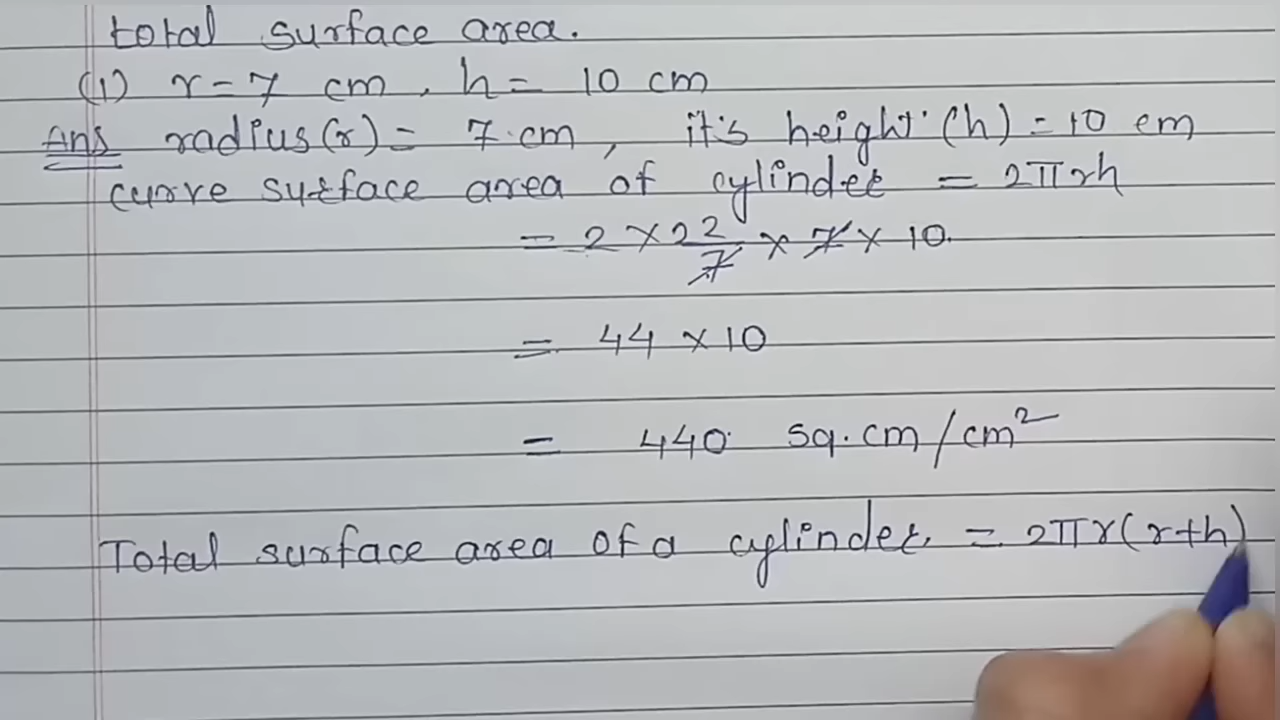 total surface area.
(1) r = 7 cm, h = 10 cm
Ans radius(r) = 7 cm, it's height (h) = 10 cm
curve surface area of cylinder = 2πrh
= 2 × 22/7 × 7 × 10
= 44 × 10
= 440 sq.cm/cm²
Total surface area of a cylinder = 2πr(r+h)